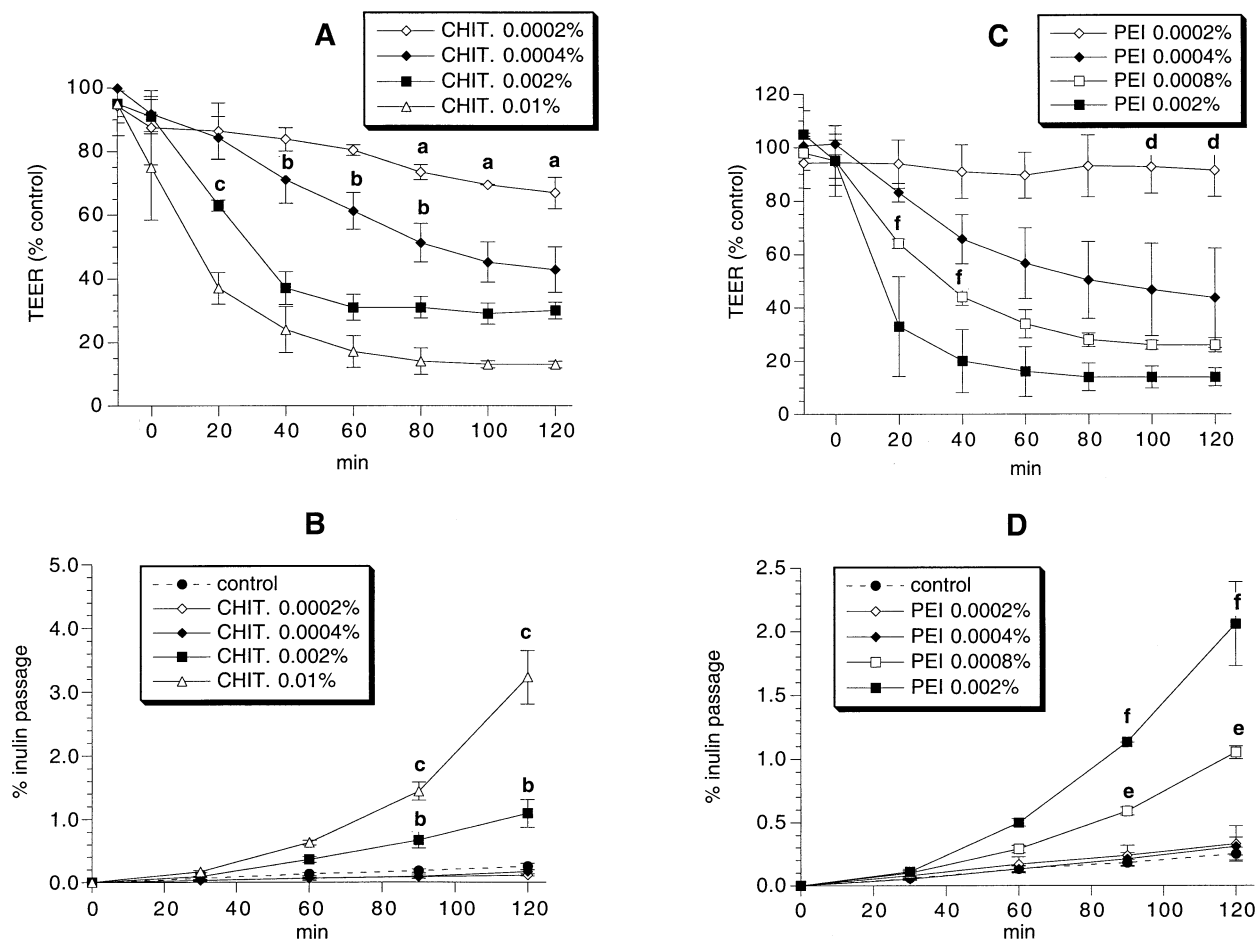 A
CHIT. 0.0002%
CHIT. 0.0004%
CHIT. 0.002%
CHIT. 0.01%
TEER (% control)
100
80
60
40
20
0
a
a
a
b
b
b
c
0 20 40 60 80 100 120
min
C
PEI 0.0002%
PEI 0.0004%
PEI 0.0008%
PEI 0.002%
TEER (% control)
120
100
80
60
40
20
0
d
d
f
f
0 20 40 60 80 100 120
min
B
control
CHIT. 0.0002%
CHIT. 0.0004%
CHIT. 0.002%
CHIT. 0.01%
% inulin passage
5.0
4.0
3.0
2.0
1.0
0.0
c
c
b
b
0 20 40 60 80 100 120
min
D
control
PEI 0.0002%
PEI 0.0004%
PEI 0.0008%
PEI 0.002%
% inulin passage
2.5
2.0
1.5
1.0
0.5
0.0
f
f
e
e
0 20 40 60 80 100 120
min